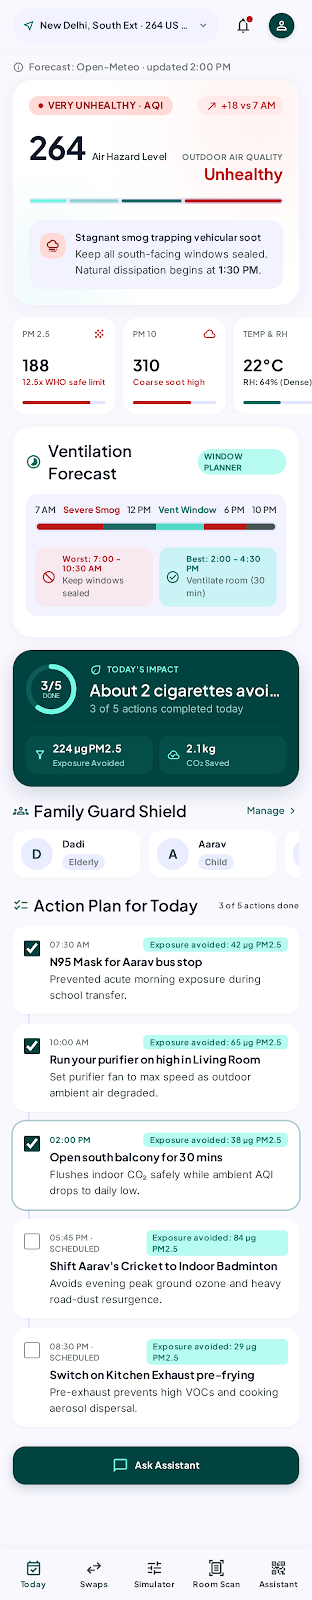 New Delhi, South Ext · 264 US ...
Forecast: Open-Meteo · updated 2:00 PM
VERY UNHEALTHY · AQI
+18 vs 7 AM
264 Air Hazard Level
OUTDOOR AIR QUALITY
Unhealthy
Stagnant smog trapping vehicular soot
Keep all south-facing windows sealed.
Natural dissipation begins at 1:30 PM.
PM 2.5
188
12.5x WHO safe limit
PM 10
310
Coarse soot high
TEMP & RH
22°C
RH: 64% (Dense)
Ventilation
Forecast
WINDOW
PLANNER
7 AM Severe Smog 12 PM Vent Window 6 PM 10 PM
Worst: 7:00 –
10:30 AM
Keep windows
sealed
Best: 2:00 – 4:30
PM
Ventilate room (30
min)
3/5
DONE
TODAY'S IMPACT
About 2 cigarettes avoi...
3 of 5 actions completed today
224 µg PM2.5
Exposure Avoided
2.1 kg
CO₂ Saved
Family Guard Shield
Manage
D
Dadi
Elderly
A
Aarav
Child
Action Plan for Today
3 of 5 actions done
07:30 AM
Exposure avoided: 42 µg PM2.5
N95 Mask for Aarav bus stop
Prevented acute morning exposure during
school transfer.
10:00 AM
Exposure avoided: 65 µg PM2.5
Run your purifier on high in Living Room
Set purifier fan to max speed as outdoor
ambient air degraded.
02:00 PM
Exposure avoided: 38 µg PM2.5
Open south balcony for 30 mins
Flushes indoor CO₂ safely while ambient AQI
drops to daily low.
05:45 PM ·
SCHEDULED
Exposure avoided: 84 µg
PM2.5
Shift Aarav's Cricket to Indoor Badminton
Avoids evening peak ground ozone and heavy
road-dust resurgence.
08:30 PM ·
SCHEDULED
Exposure avoided: 29 µg
PM2.5
Switch on Kitchen Exhaust pre-frying
Pre-exhaust prevents high VOCs and cooking
aerosol dispersal.
Ask Assistant
Today
Swaps
Simulator
Room Scan
Assistant